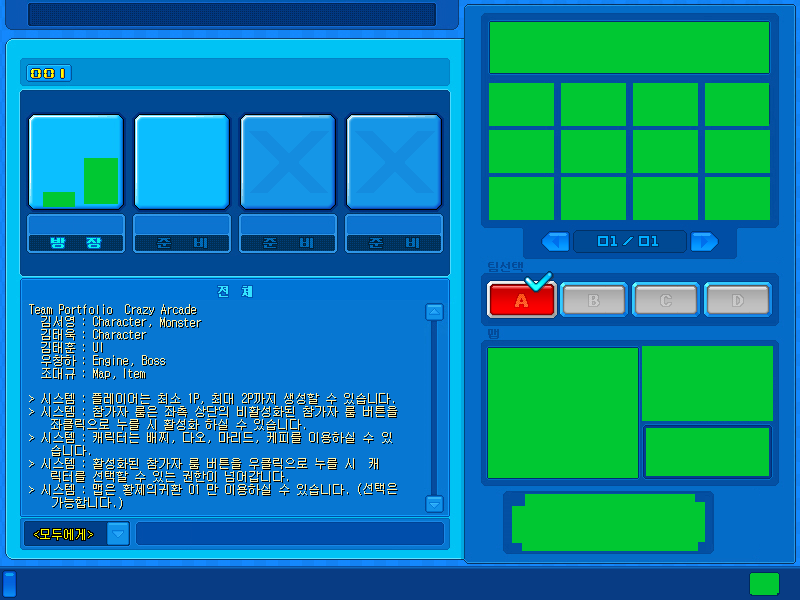 001
방 장
준 비
준 비
준 비
전 체
Team Portfolio Crazy Arcade
김서영 : Character, Monster
김태욱 : Character
김태훈 : UI
우청하 : Engine, Boss
조대규 : Map, Item
> 시스템 : 플레이어는 최소 1P, 최대 2P까지 생성할 수 있습니다.
> 시스템 : 참가자 룸은 좌측 상단의 비활성화된 참가자 룸 버튼을
좌클릭으로 누를 시 활성화 하실 수 있습니다.
> 시스템 : 캐릭터는 배찌, 다오, 마리드, 케피를 이용하실 수 있
습니다.
> 시스템 : 활성화된 참가자 룸 버튼을 우클릭으로 누를 시 캐
릭터를 선택할 수 있는 권한이 넘어갑니다.
> 시스템 : 맵은 황제의귀환 01 만 이용하실 수 있습니다. (선택은
가능합니다.)
<모두에게>
01 / 01
팀선택
A B C D
맵